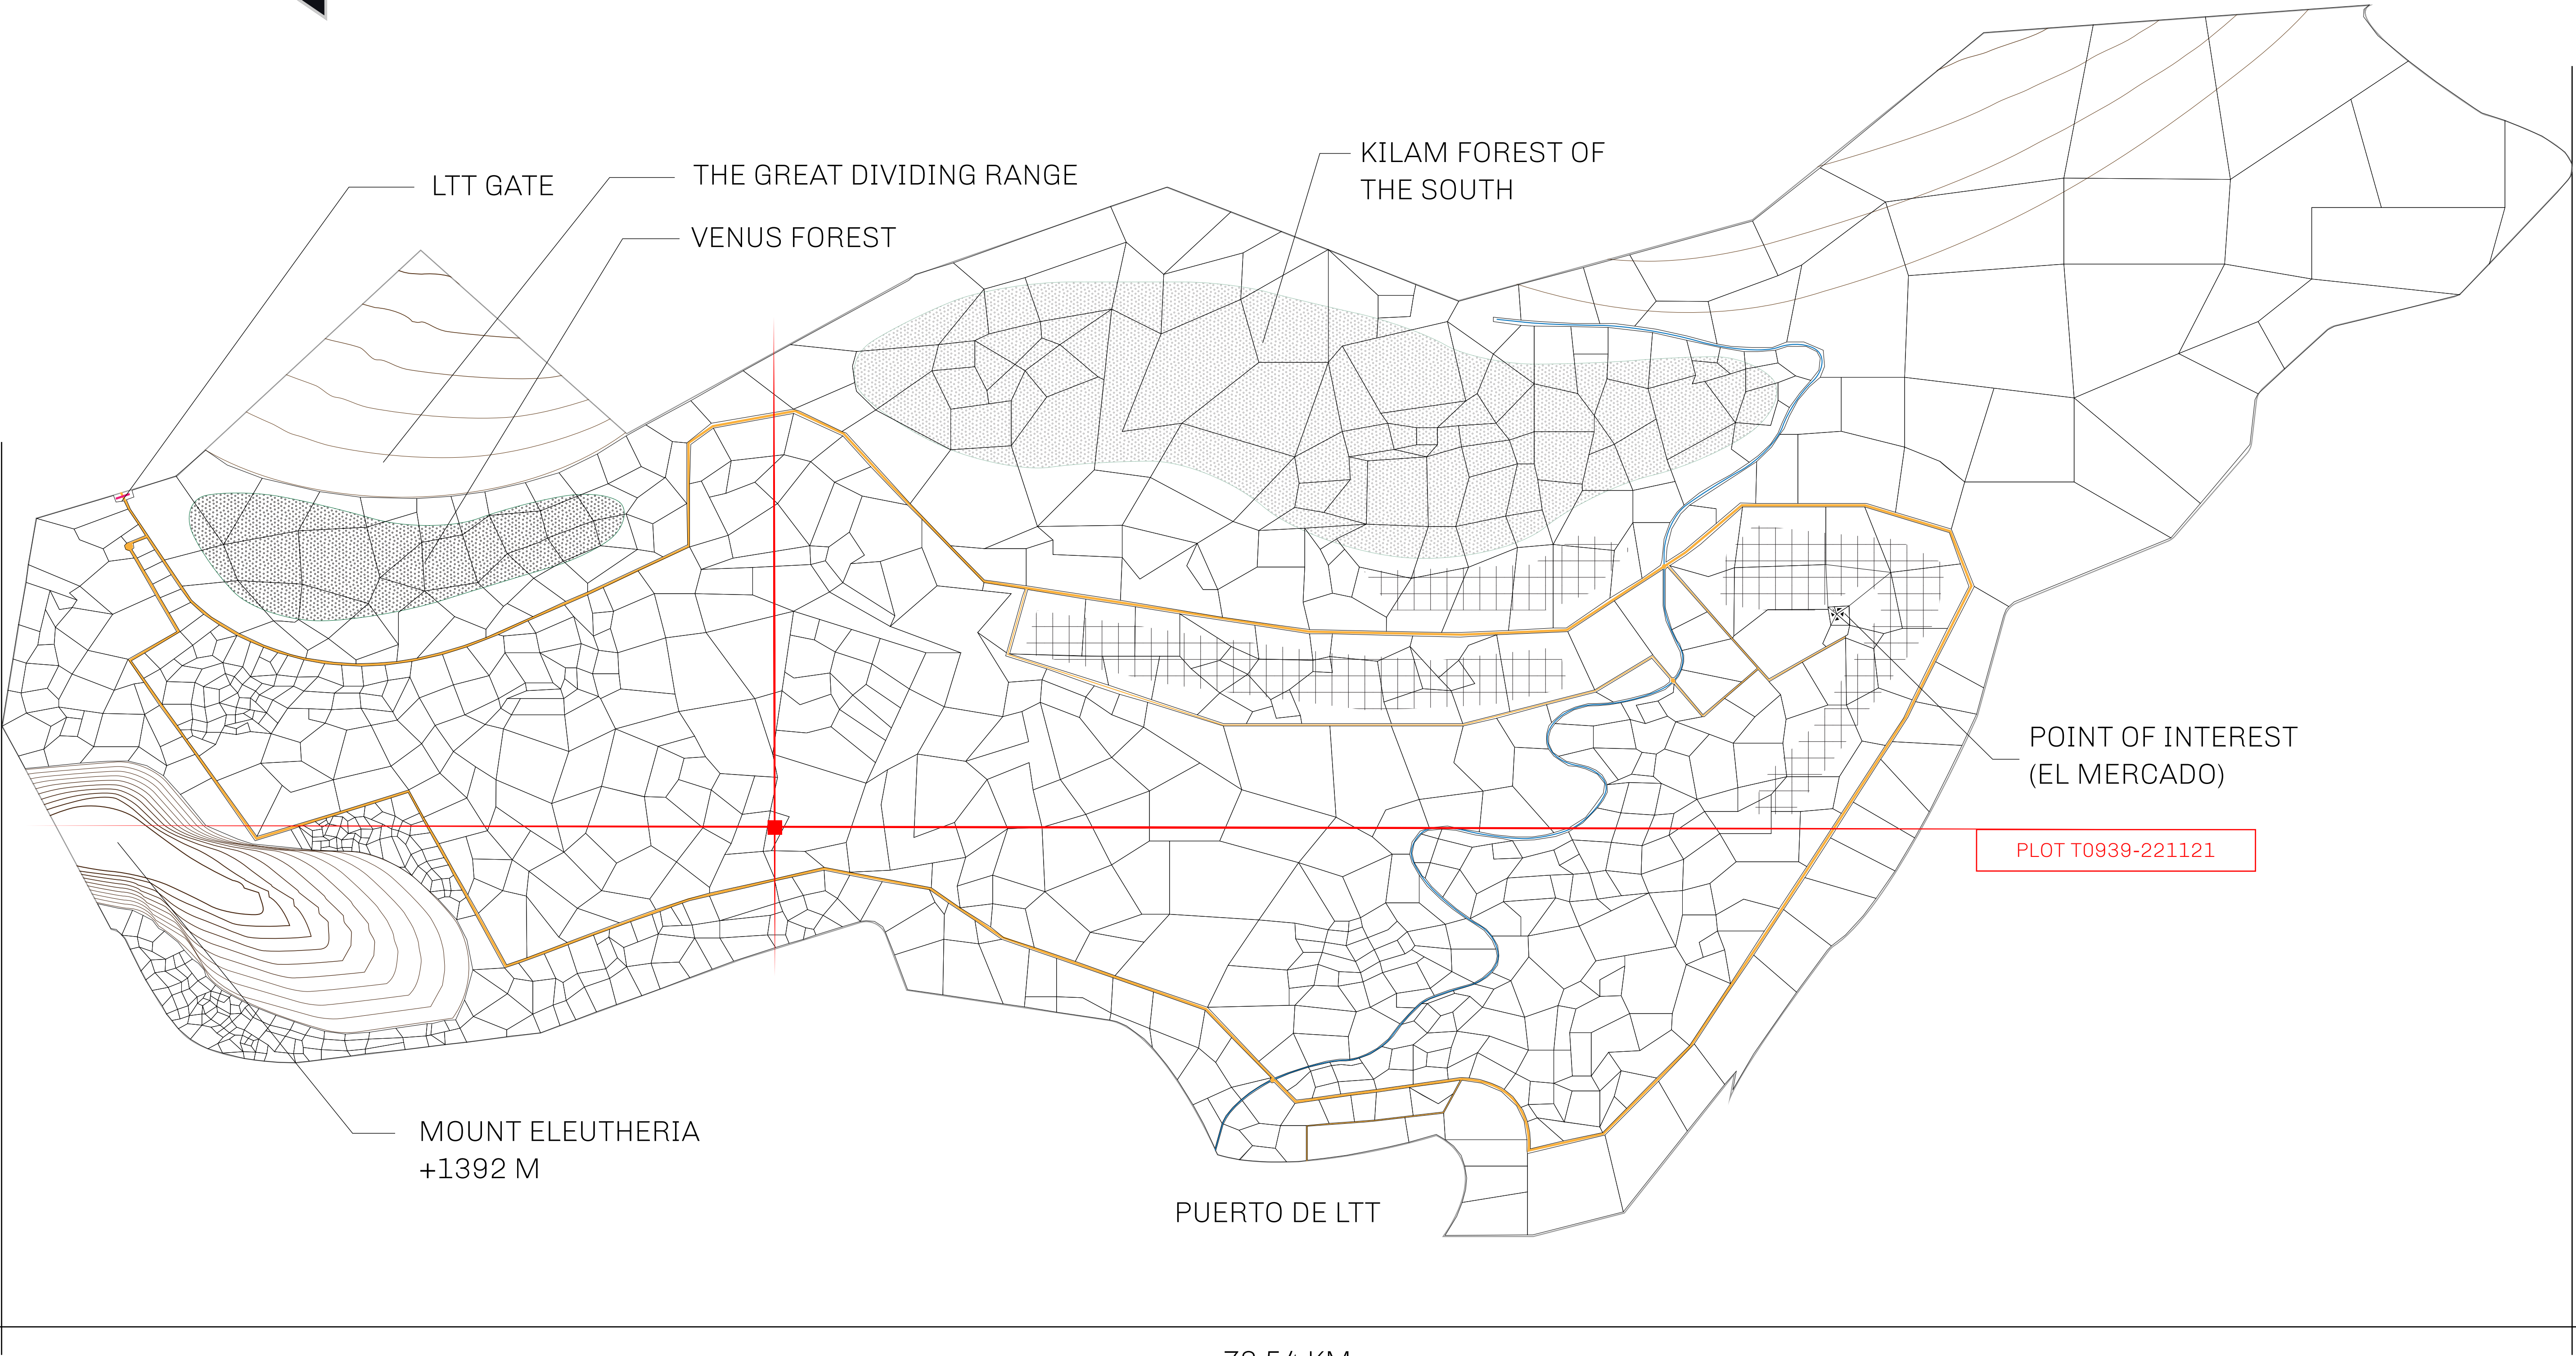 KILAM FOREST OF
THE SOUTH
THE GREAT DIVIDING RANGE
LTT GATE
VENUS FOREST
POINT OF INTEREST
(EL MERCADO)
PLOT T0939-221121
MOUNT ELEUTHERIA
+1392 M
PUERTO DE LTT
KM